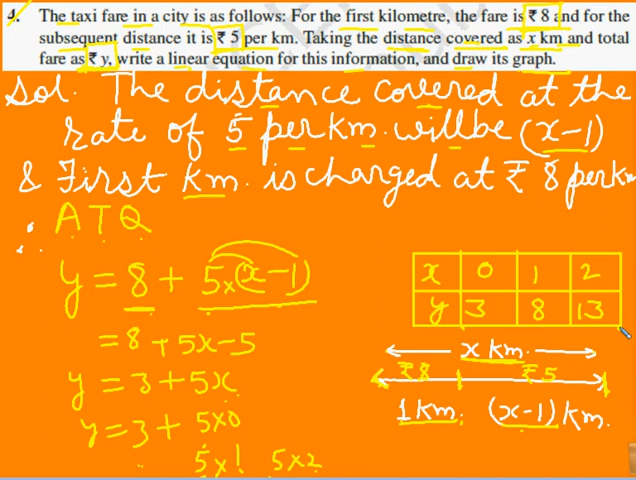 4. The taxi fare in a city is as follows: For the first kilometre, the fare is ₹ 8 and for the
subsequent distance it is ₹ 5 per km. Taking the distance covered as x km and total
fare as ₹ y, write a linear equation for this information, and draw its graph.
Sol. The distance covered at the
rate of 5 per km. will be (x-1)
& First km. is charged at ₹ 8 per km
∴ ATQ
y = 8 + 5×(x-1)
= 8 + 5x - 5
y = 3 + 5x
y = 3 + 5×0
5×1 5×2
x 0 1 2
y 3 8 13
x km.
₹8 ₹5
1 km. (x-1) km.